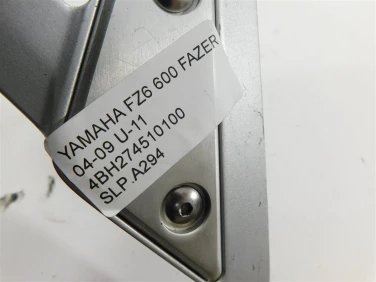 YAMAHA FZ6 600 FAZER
04-09 U-11
4BH274510100
SLP.A294